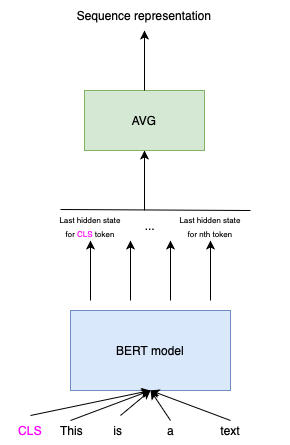 Sequence representation
AVG
Last hidden state
for CLS token
...
Last hidden state
for nth token
BERT model
CLS This is a text